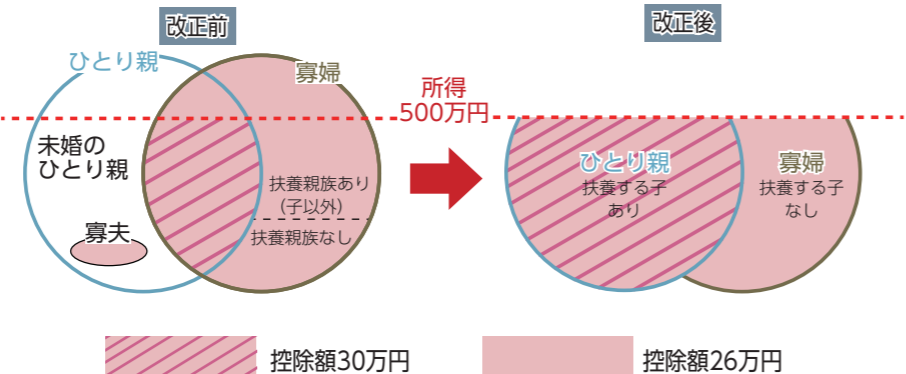 改正前
改正後
ひとり親
寡婦
所得
500万円
未婚の
ひとり親
寡夫
扶養親族あり
(子以外)
扶養親族なし
ひとり親
扶養する子
あり
寡婦
扶養する子
なし
控除額30万円
控除額26万円